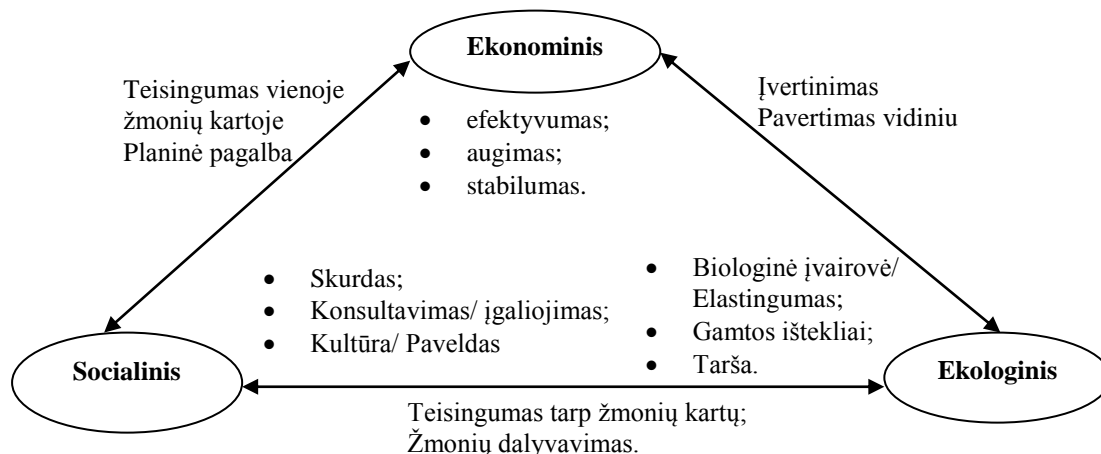 Ekonominis
Teisingumas vienoje
žmonių kartoje
Planinė pagalba
Įvertinimas
Pavertimas vidiniu
• efektyvumas;
• augimas;
• stabilumas.
• Skurdas;
• Konsultavimas/ įgaliojimas;
• Kultūra/ Paveldas
• Biologinė įvairovė/
Elastingumas;
• Gamtos ištekliai;
• Tarša.
Socialinis
Ekologinis
Teisingumas tarp žmonių kartų;
Žmonių dalyvavimas.